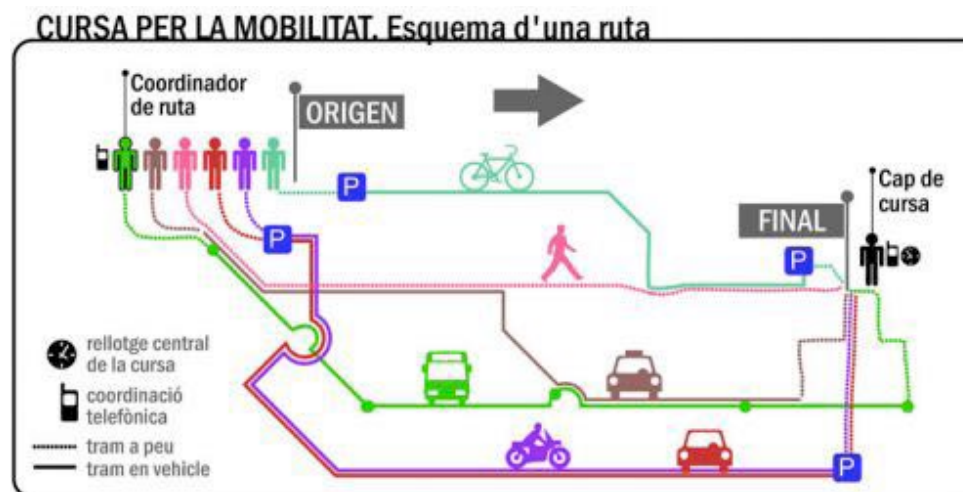 CURSA PER LA MOBILITAT. Esquema d'una ruta
Coordinador
de ruta
ORIGEN
P
P
P
FINAL
Cap de
cursa
rellotge central
de la cursa
coordinació
telefònica
tram a peu
tram en vehicle
P